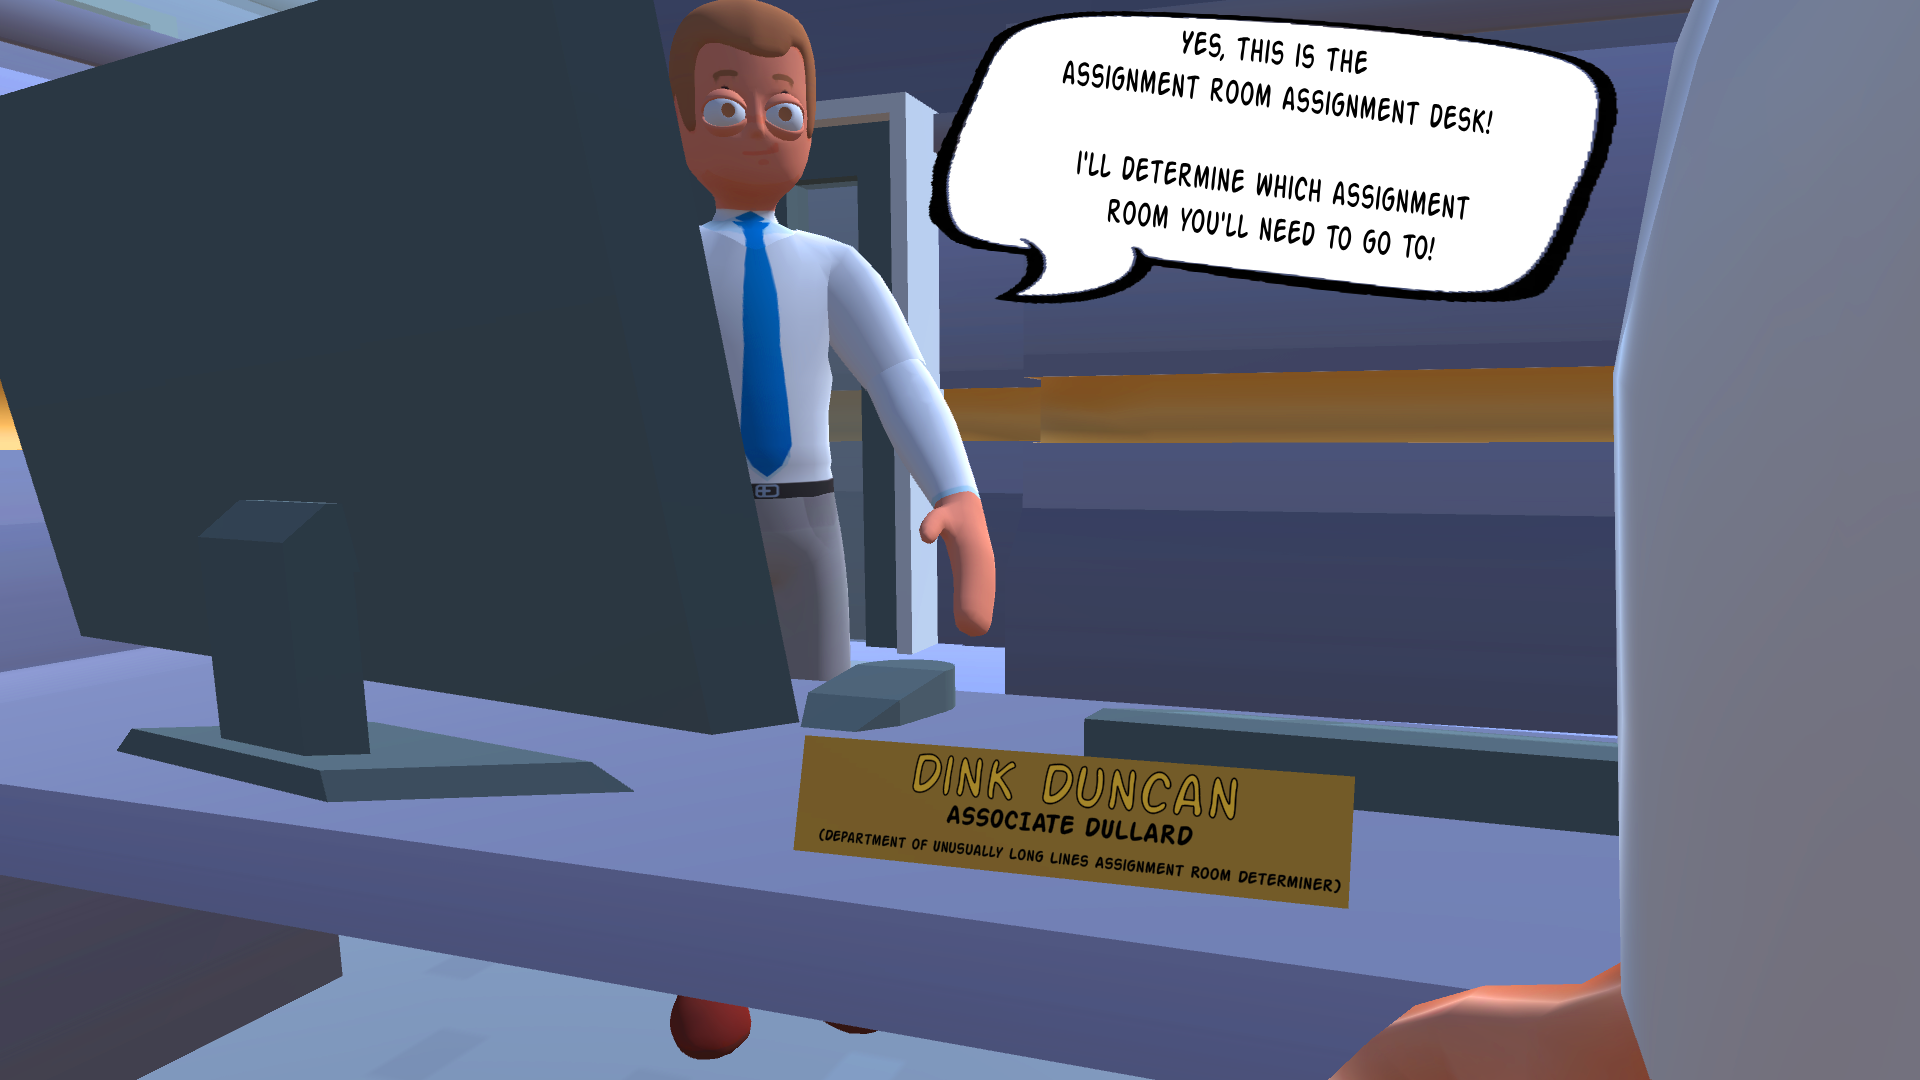 YES, THIS IS THE
ASSIGNMENT ROOM ASSIGNMENT DESK!
I'LL DETERMINE WHICH ASSIGNMENT
ROOM YOU'LL NEED TO GO TO!
DINK DUNCAN
ASSOCIATE DULLARD
(DEPARTMENT OF UNUSUALLY LONG LINES ASSIGNMENT ROOM DETERMINER)